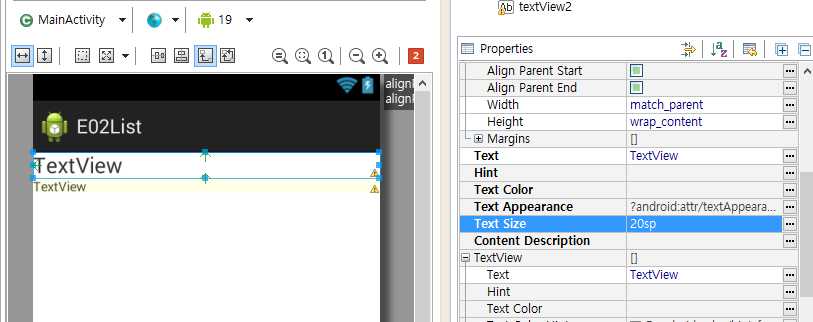 MainActivity
19
2
alignP
alignP
E02List
TextView
TextView
textView2
Properties
Align Parent Start
Align Parent End
Width match_parent
Height wrap_content
Margins []
Text TextView
Hint
Text Color
Text Appearance ?android:attr/textAppeara...
Text Size 20sp
Content Description
TextView []
Text TextView
Hint
Text Color